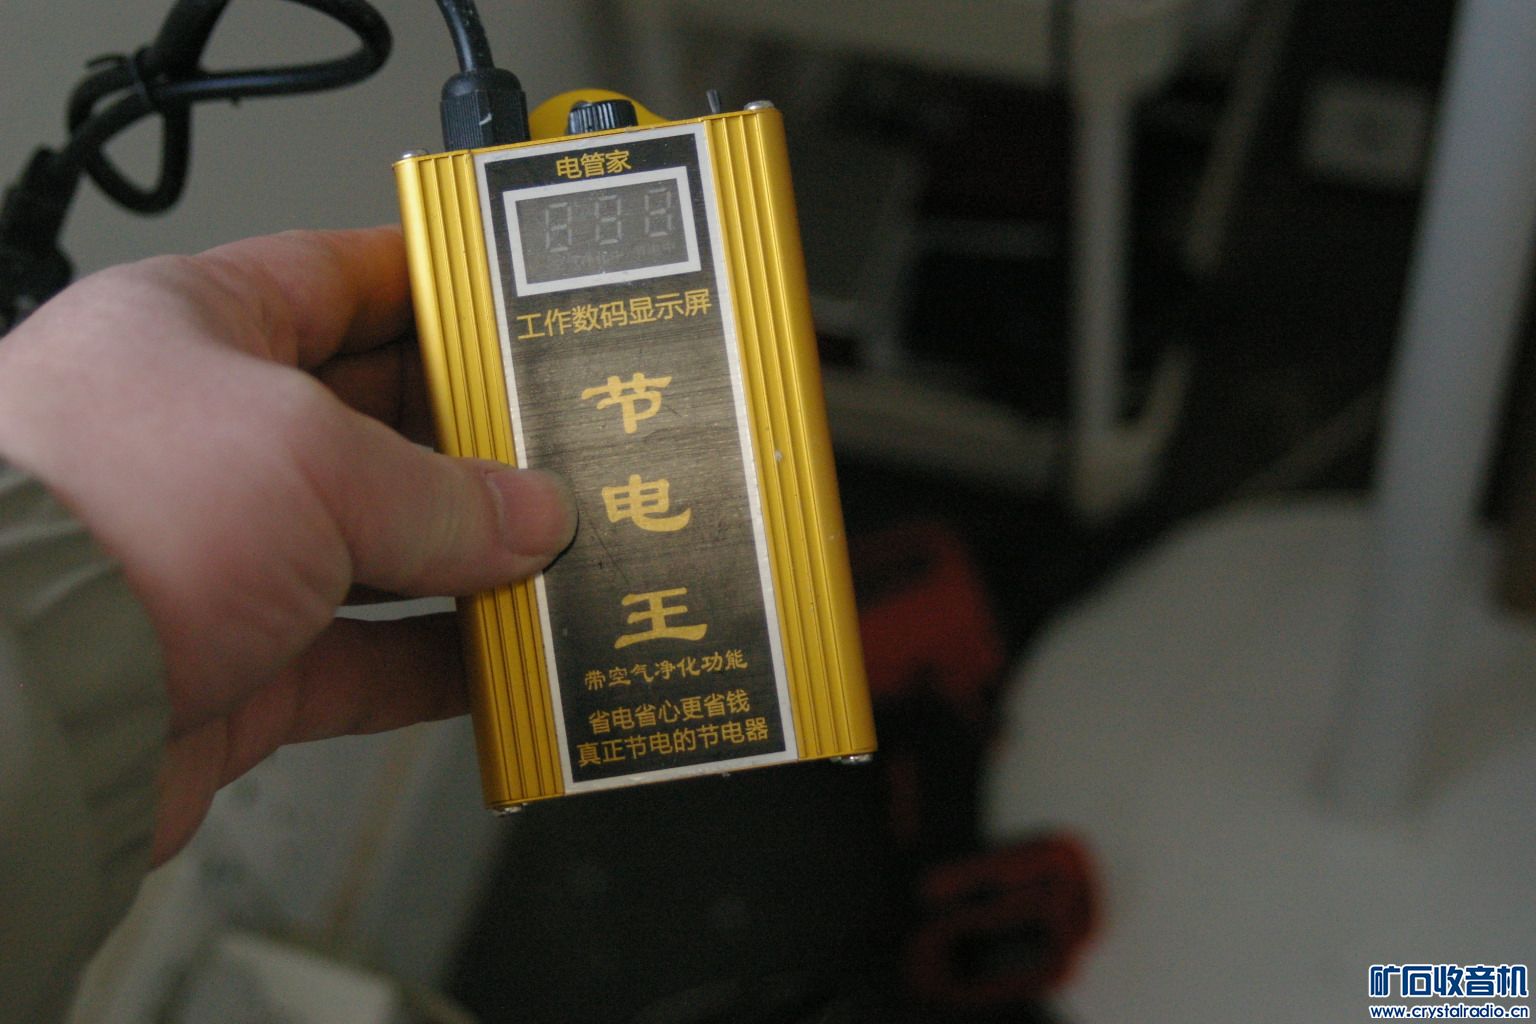 电管家
888
工作数码显示屏
节
电
王
带空气净化功能
省电省心更省钱
真正节电的节电器
矿石收音机
www.crystalradio.cn